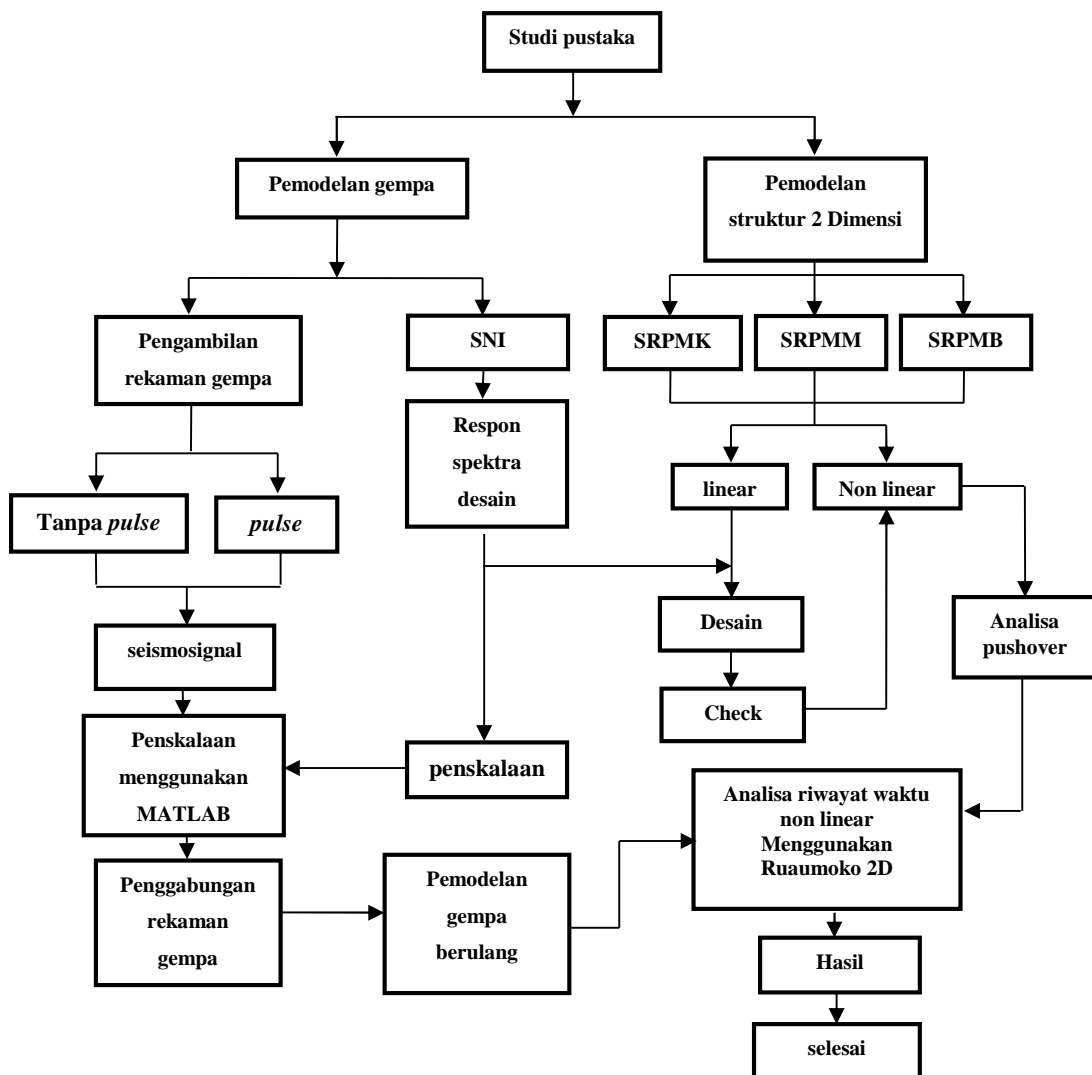 Studi pustaka
Pemodelan gempa
Pemodelan
struktur 2 Dimensi
Pengambilan
rekaman gempa
SNI
SRPMK
SRPMM
SRPMB
Respon
spektra
desain
linear
Non linear
Tanpa pulse
pulse
Desain
Analisa
pushover
seismosignal
Check
Penskalaan
menggunakan
MATLAB
penskalaan
Analisa riwayat waktu
non linear
Menggunakan
Ruaumoko 2D
Penggabungan
rekaman
gempa
Pemodelan
gempa
berulang
Hasil
selesai